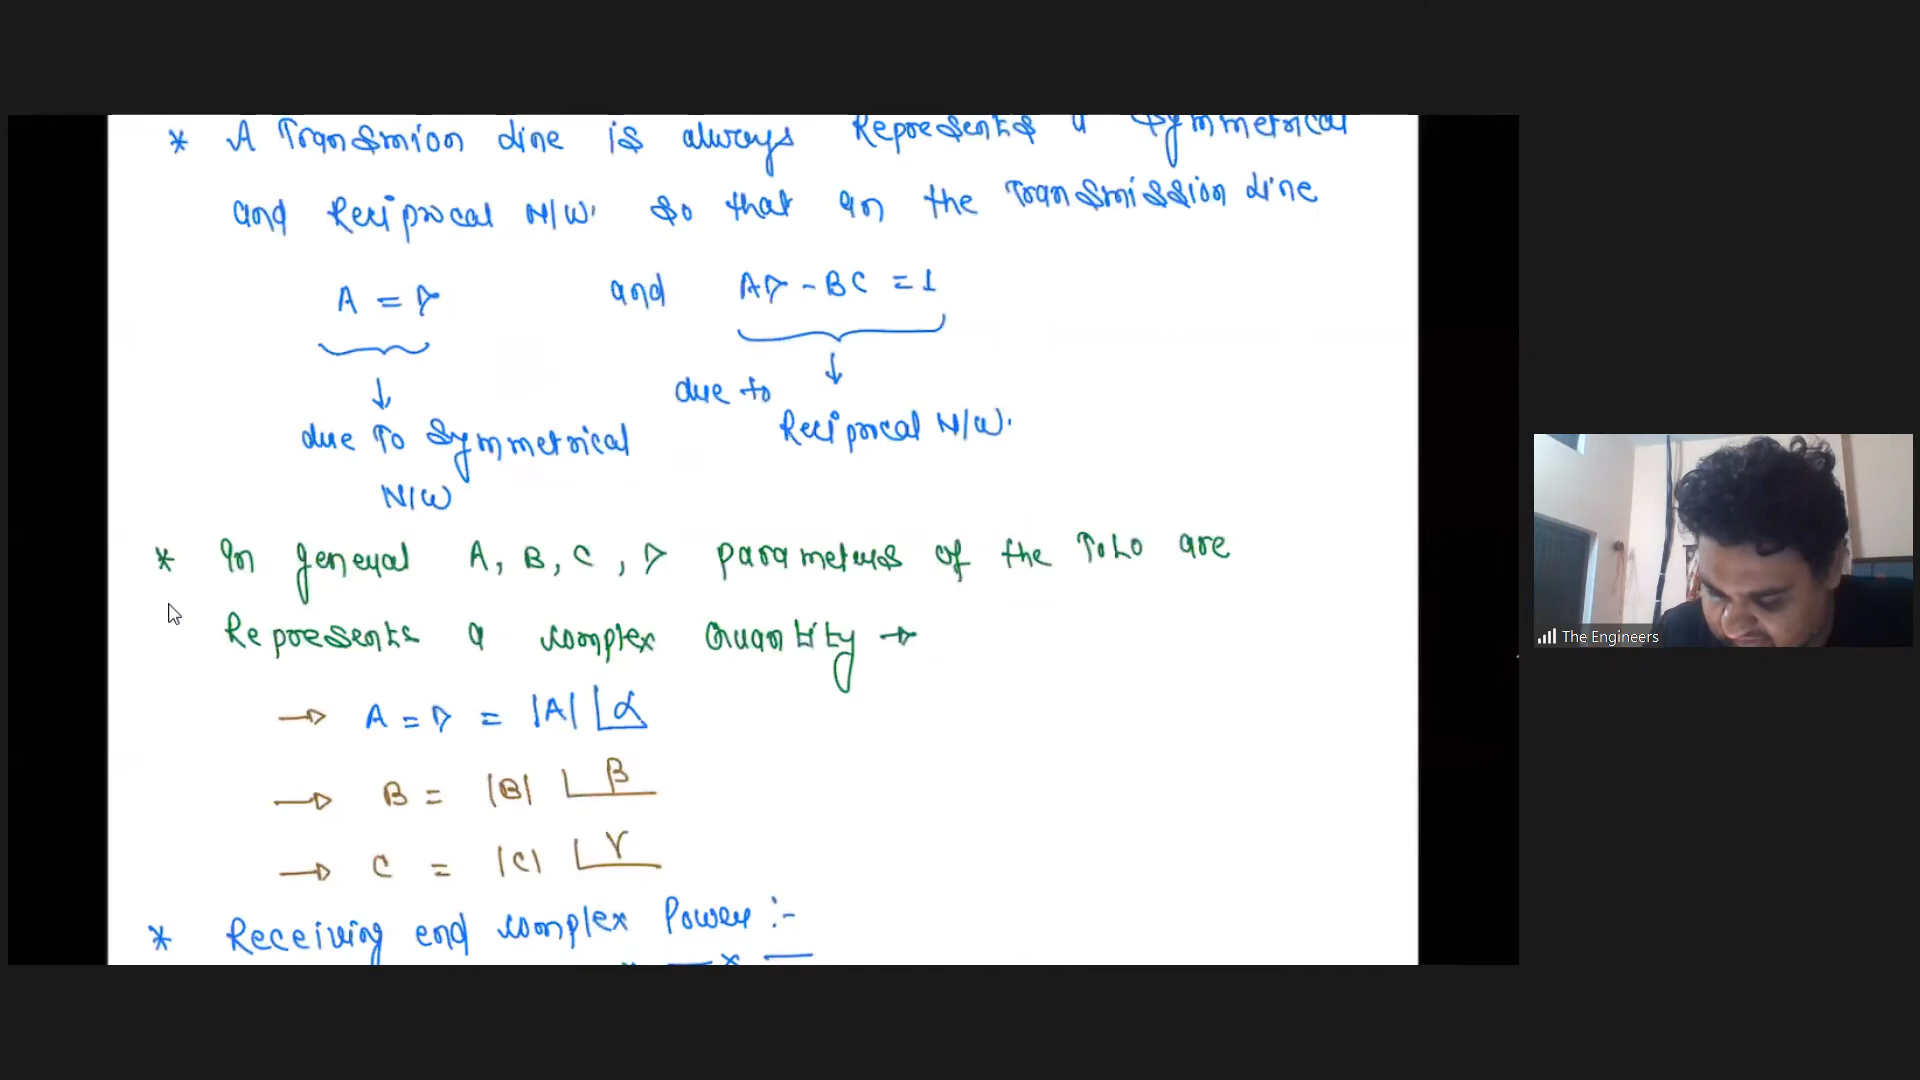 * A Transmion line is always Represents a Symmetrical
and Reciprocal N/W. So that in the Transmission line
A = D and AD - BC = 1
due to
due To Symmetrical Reciprocal N/W.
N/W
* In general A, B, C, D parameters of the T.L. are
Represents a complex Quantity →
→ A = D = |A| ∠α
→ B = |B| ∠β
→ C = |C| ∠γ
* Receiving end complex Power :-
The Engineers